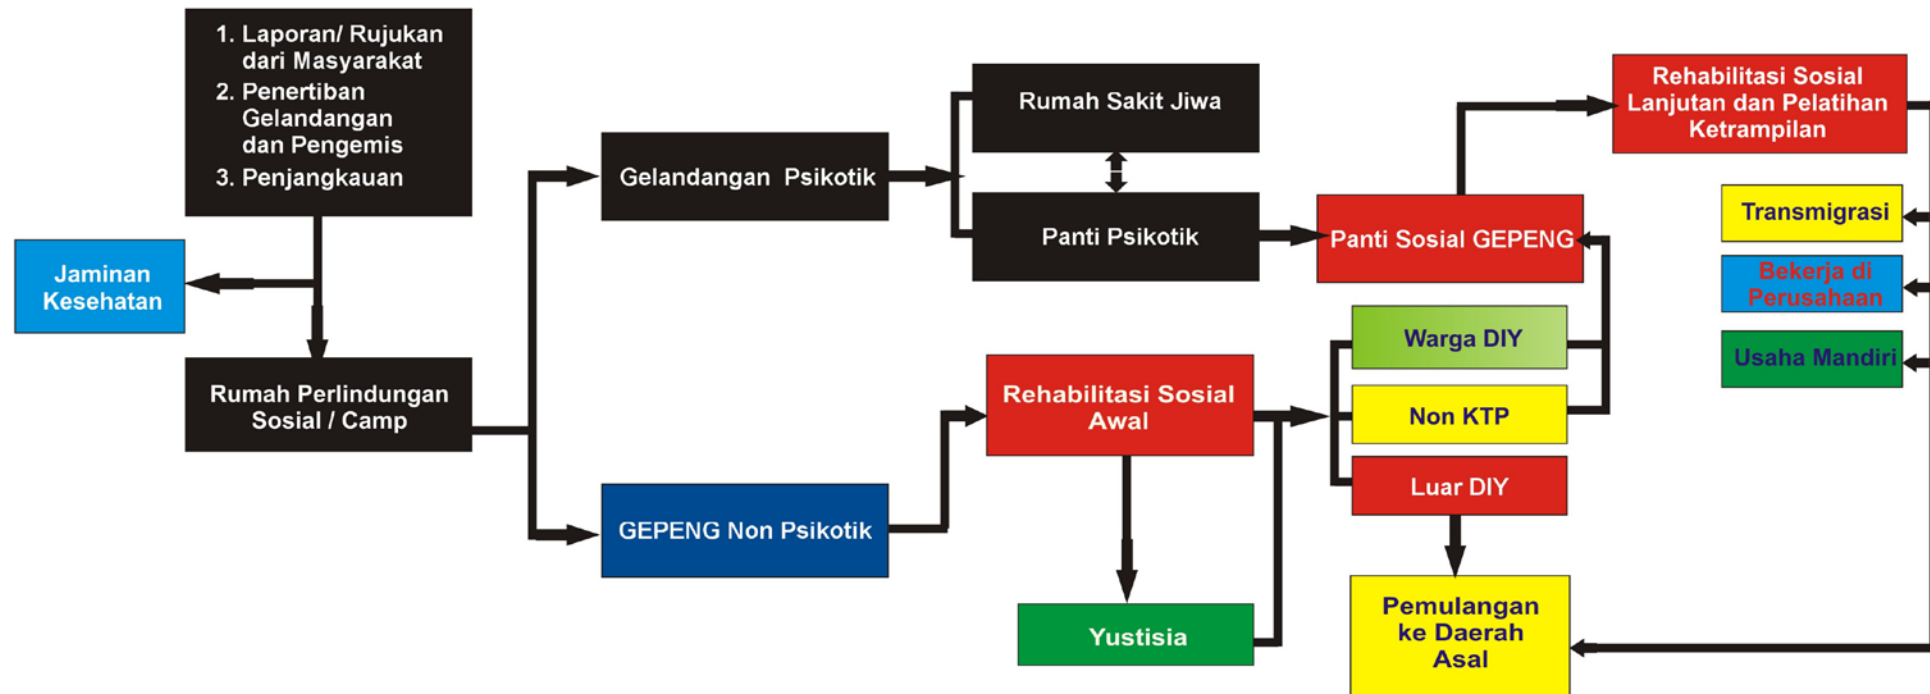 1. Laporan/ Rujukan
dari Masyarakat
2. Penertiban
Gelandangan
dan Pengemis
3. Penjangkauan
Jaminan
Kesehatan
Rumah Perlindungan
Sosial / Camp
Gelandangan Psikotik
GEPENG Non Psikotik
Rumah Sakit Jiwa
Panti Psikotik
Rehabilitasi Sosial
Awal
Yustisia
Panti Sosial GEPENG
Warga DIY
Non KTP
Luar DIY
Pemulangan
ke Daerah
Asal
Rehabilitasi Sosial
Lanjutan dan Pelatihan
Ketrampilan
Transmigrasi
Bekerja di
Perusahaan
Usaha Mandiri